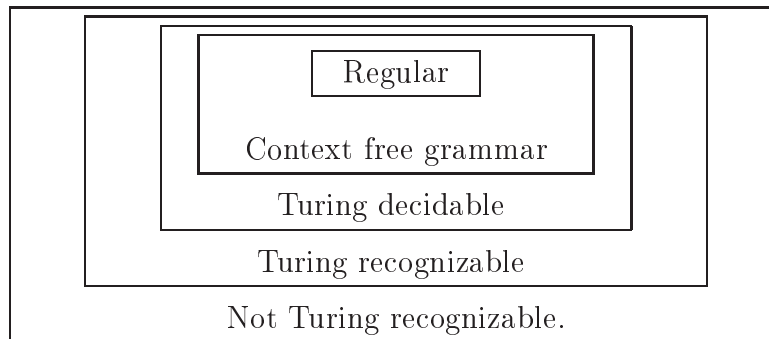 Regular
Context free grammar
Turing decidable
Turing recognizable
Not Turing recognizable.